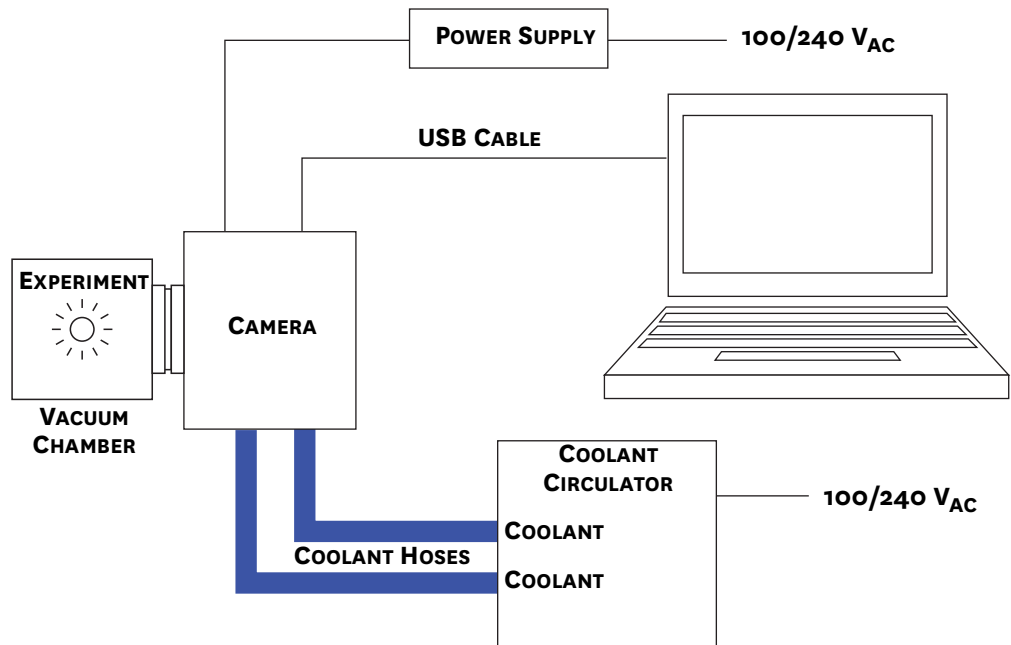 POWER SUPPLY
100/240 VAC
USB CABLE
EXPERIMENT
CAMERA
VACUUM
CHAMBER
COOLANT
CIRCULATOR
100/240 VAC
COOLANT
COOLANT HOSES
COOLANT